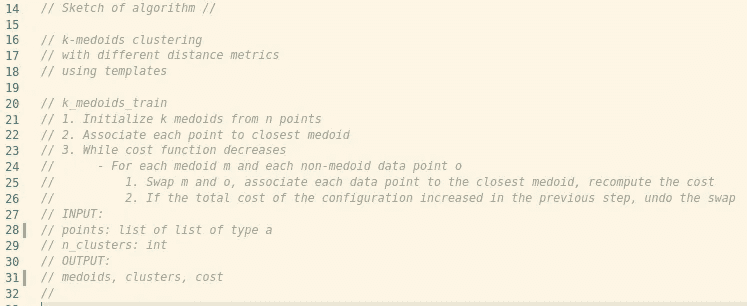 14 // Sketch of algorithm //
15
16 // k-medoids clustering
17 // with different distance metrics
18 // using templates
19
20 // k_medoids_train
21 // 1. Initialize k medoids from n points
22 // 2. Associate each point to closest medoid
23 // 3. While cost function decreases
24 // - For each medoid m and each non-medoid data point o
25 // 1. Swap m and o, associate each data point to the closest medoid, recompute the cost
26 // 2. If the total cost of the configuration increased in the previous step, undo the swap
27 // INPUT:
28 // points: list of list of type a
29 // n_clusters: int
30 // OUTPUT:
31 // medoids, clusters, cost
32 //